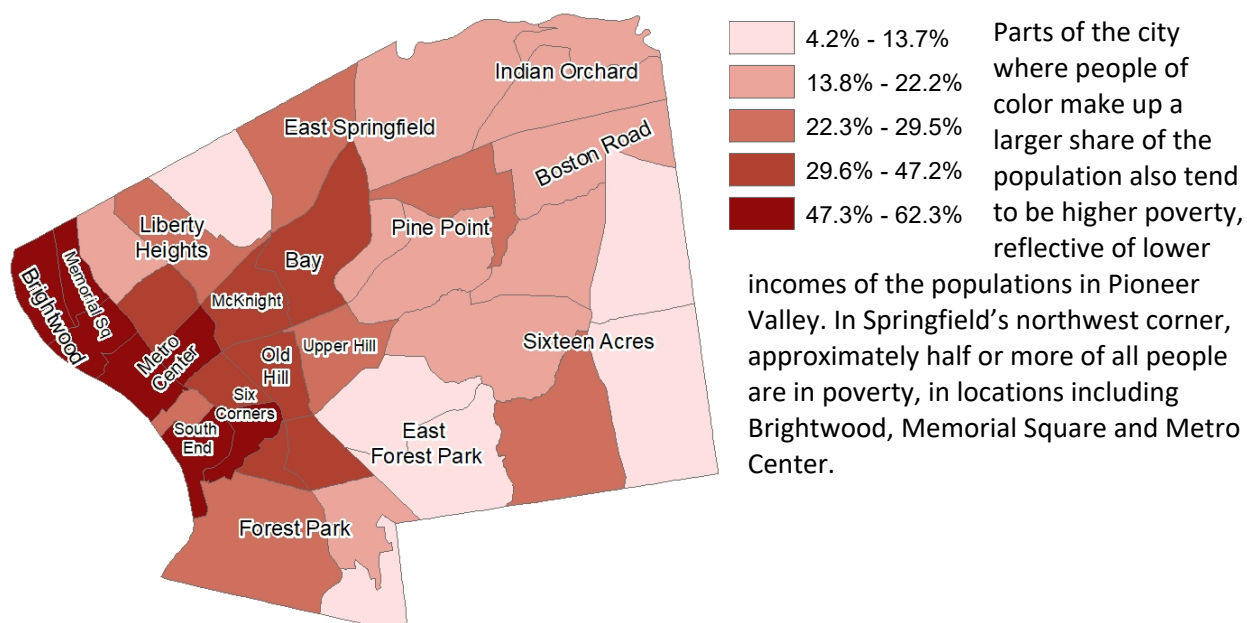 Indian Orchard
East Springfield
Boston Road
Liberty
Heights
Pine Point
Bay
Memorial Sq
Brightwood
McKnight
Metro
Center
Old
Hill
Upper Hill
Sixteen Acres
Six
Corners
South
End
East
Forest Park
Forest Park
4.2% - 13.7%
13.8% - 22.2%
22.3% - 29.5%
29.6% - 47.2%
47.3% - 62.3%
Parts of the city
where people of
color make up a
larger share of the
population also tend
to be higher poverty,
reflective of lower
incomes of the populations in Pioneer
Valley. In Springfield’s northwest corner,
approximately half or more of all people
are in poverty, in locations including
Brightwood, Memorial Square and Metro
Center.